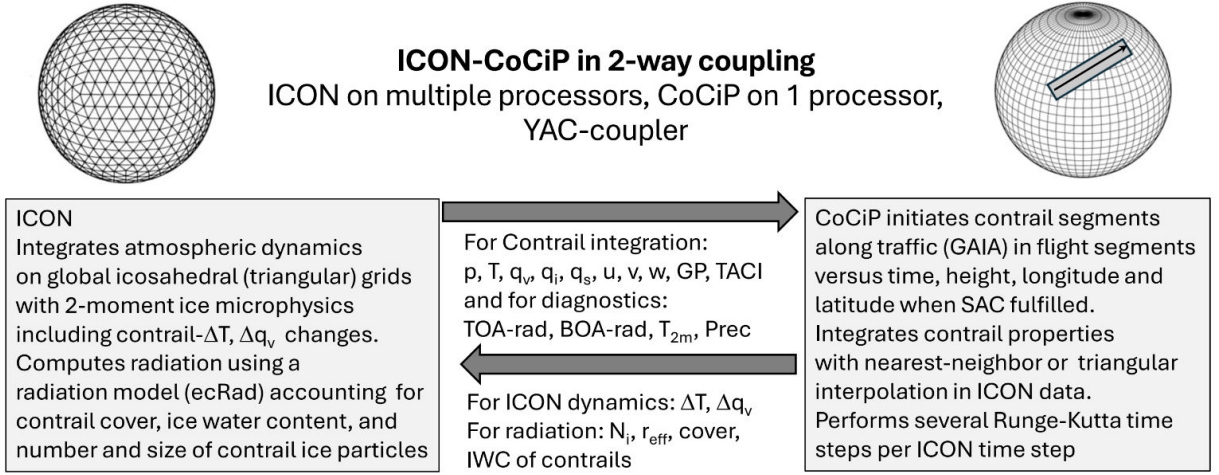 ICON-CoCiP in 2-way coupling
ICON on multiple processors, CoCiP on 1 processor,
YAC-coupler
ICON
Integrates atmospheric dynamics
on global icosahedral (triangular) grids
with 2-moment ice microphysics
including contrail-ΔT, Δqᵥ changes.
Computes radiation using a
radiation model (ecRad) accounting for
contrail cover, ice water content, and
number and size of contrail ice particles
For Contrail integration:
p, T, qᵥ, qᵢ, qₛ, u, v, w, GP, TACI
and for diagnostics:
TOA-rad, BOA-rad, T₂ₘ, Prec
For ICON dynamics: ΔT, Δqᵥ
For radiation: Nᵢ, r_eff, cover,
IWC of contrails
CoCiP initiates contrail segments
along traffic (GAIA) in flight segments
versus time, height, longitude and
latitude when SAC fulfilled.
Integrates contrail properties
with nearest-neighbor or triangular
interpolation in ICON data.
Performs several Runge-Kutta time
steps per ICON time step